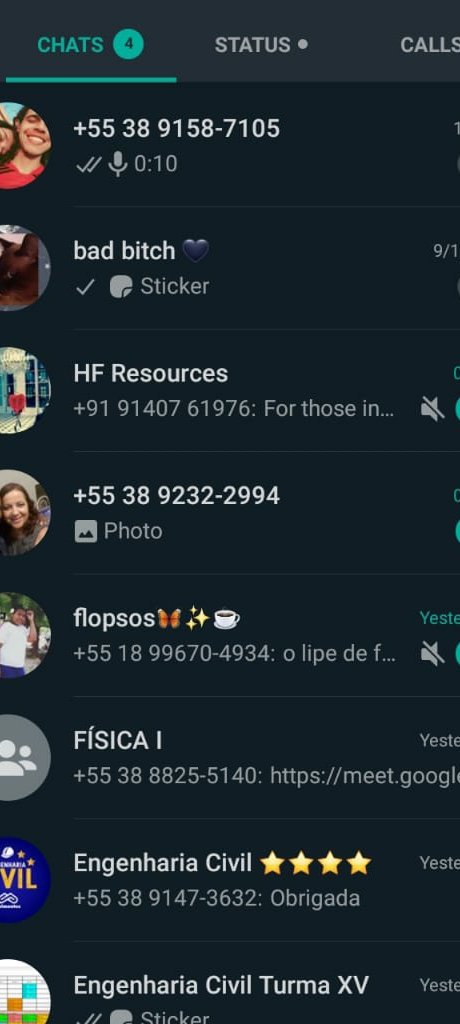 CHATS 4 STATUS CALLS
+55 38 9158-7105
0:10
bad bitch 🖤
9/1
Sticker
HF Resources
+91 91407 61976: For those in...
+55 38 9232-2994
Photo
flopsos🦋✨☕
Yeste
+55 18 99670-4934: o lipe de f...
FÍSICA I
Yeste
+55 38 8825-5140: https://meet.google
VIL
Engenharia Civil ⭐⭐⭐⭐
Yeste
+55 38 9147-3632: Obrigada
Engenharia Civil Turma XV
Yeste
Sticker